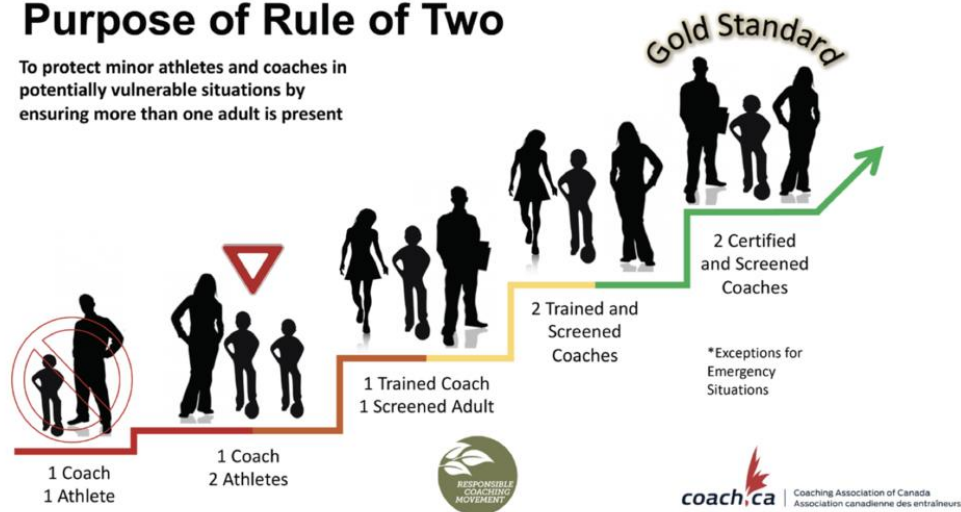 Purpose of Rule of Two
To protect minor athletes and coaches in
potentially vulnerable situations by
ensuring more than one adult is present
Gold Standard
1 Coach
1 Athlete
1 Coach
2 Athletes
1 Trained Coach
1 Screened Adult
2 Trained and
Screened
Coaches
2 Certified
and Screened
Coaches
*Exceptions for
Emergency
Situations
RESPONSIBLE
COACHING
MOVEMENT
coach.ca
Coaching Association of Canada
Association canadienne des entraîneurs